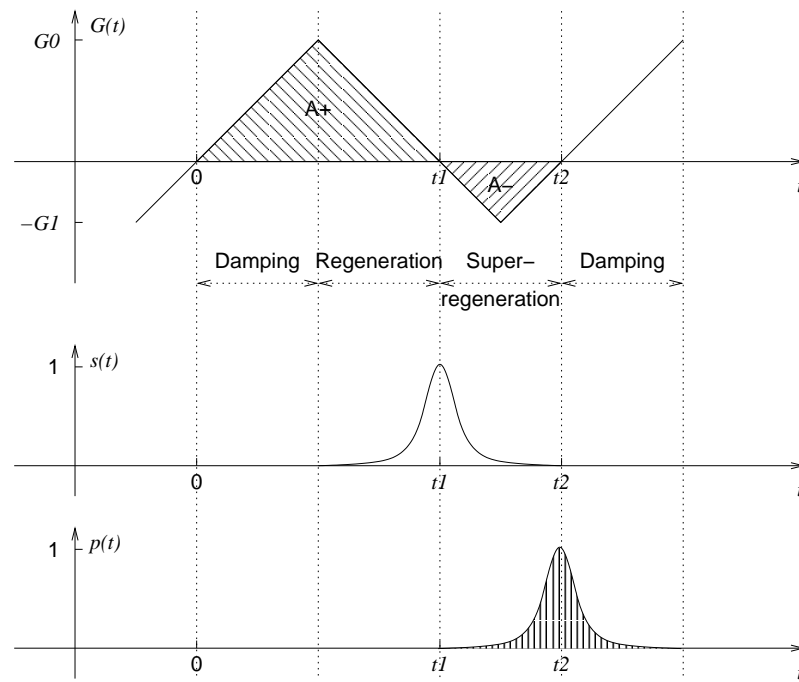 G(t)
G0
A+
0
t1
t2
t
A−
−G1
Damping
Regeneration
Super−
Damping
regeneration
1
s(t)
0
t1
t2
t
1
p(t)
0
t1
t2
t